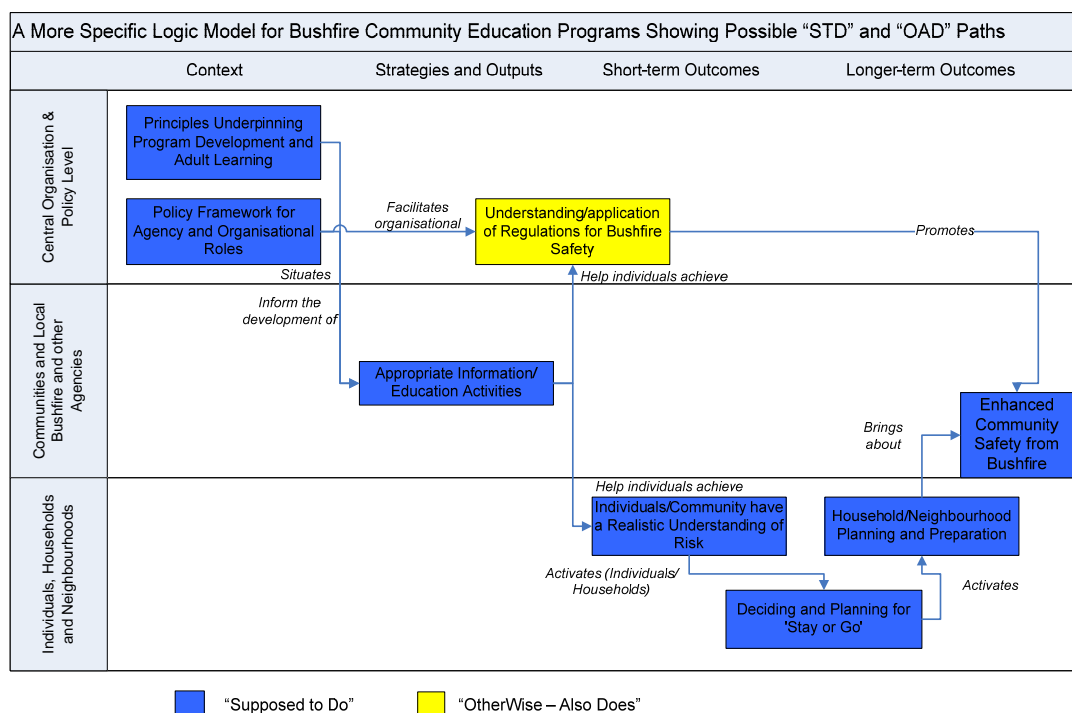 A More Specific Logic Model for Bushfire Community Education Programs Showing Possible “STD” and “OAD” Paths
Context
Strategies and Outputs
Short-term Outcomes
Longer-term Outcomes
Central Organisation &
Policy Level
Principles Underpinning
Program Development and
Adult Learning
Policy Framework for
Agency and Organisational
Roles
Facilitates
organisational
Understanding/application
of Regulations for Bushfire
Safety
Promotes
Situates
Help individuals achieve
Communities and Local
Bushfire and other
Agencies
Inform the
development of
Appropriate Information/
Education Activities
Enhanced
Community
Safety from
Bushfire
Brings
about
Individuals, Households
and Neighbourhoods
Help individuals achieve
Individuals/Community have
a Realistic Understanding of
Risk
Household/Neighbourhood
Planning and Preparation
Activates (Individuals/
Households)
Activates
Deciding and Planning for
'Stay or Go'
“Supposed to Do”
“OtherWise – Also Does”